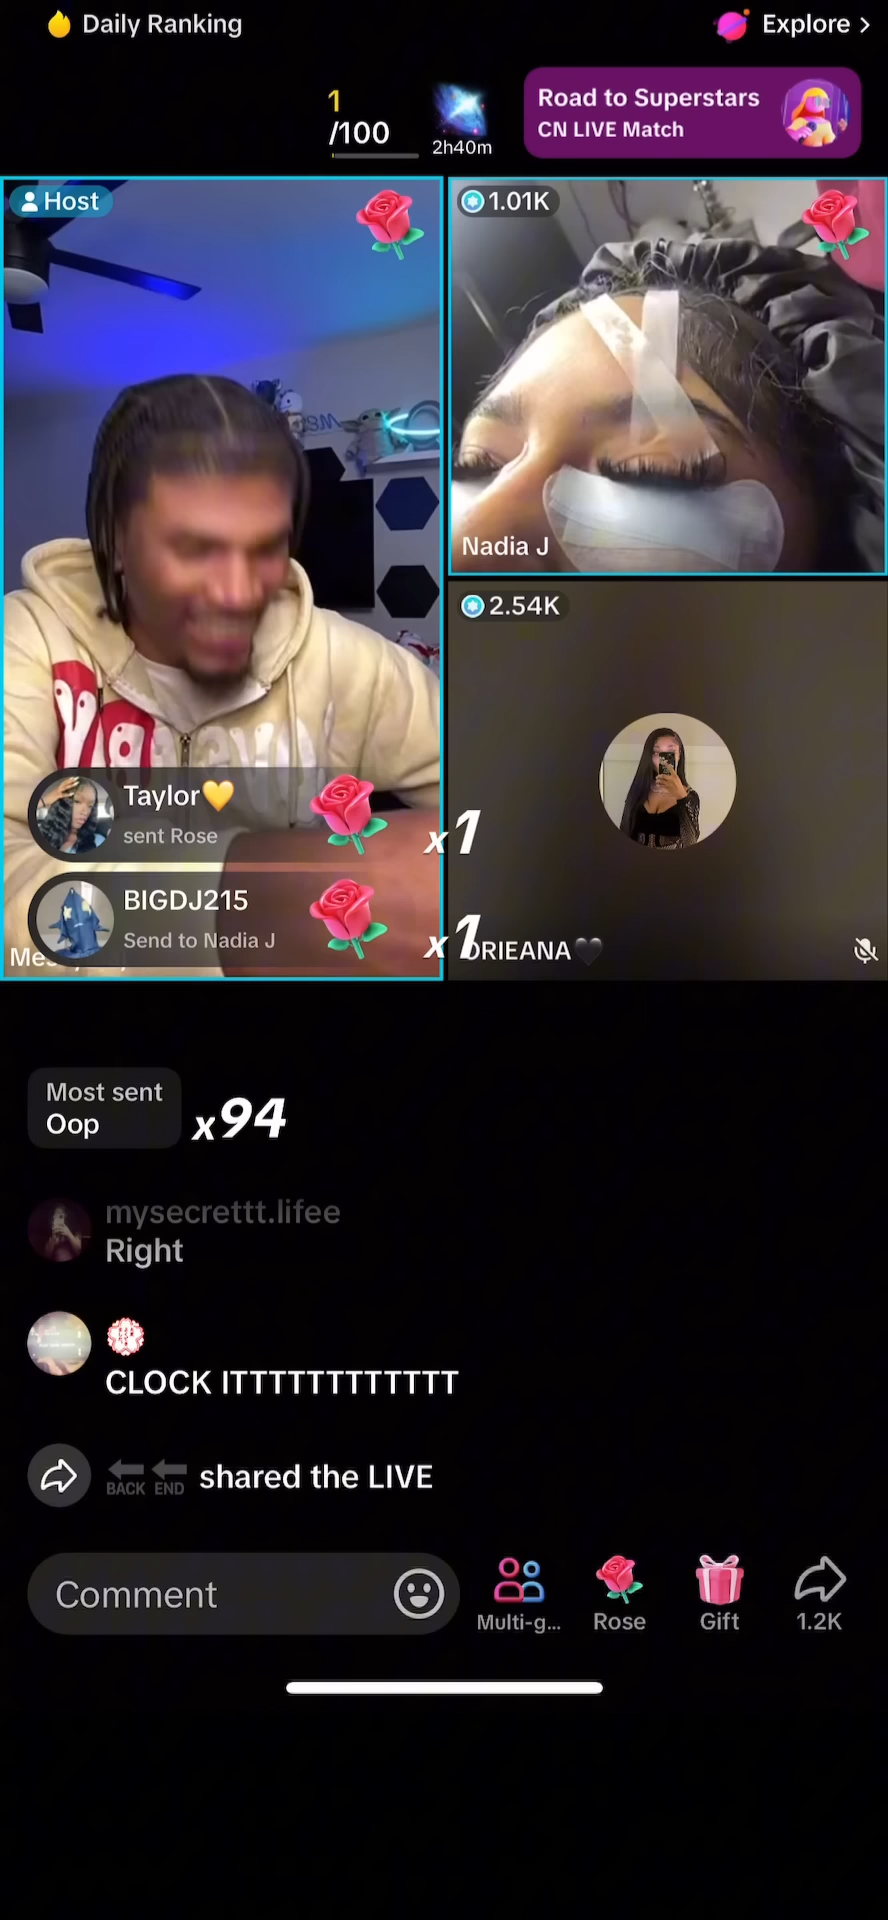 Daily Ranking
Explore >
1
/100
2h40m
Road to Superstars
CN LIVE Match
Host
1.01K
Nadia J
2.54K
Taylor💛
sent Rose
x1
BIGDJ215
Send to Nadia J
x1
ORIEANA🖤
Most sent
Oop
x94
mysecrettt.lifee
Right
CLOCK ITTTTTTTTTTTT
BACK END shared the LIVE
Comment
Multi-g...
Rose
Gift
1.2K